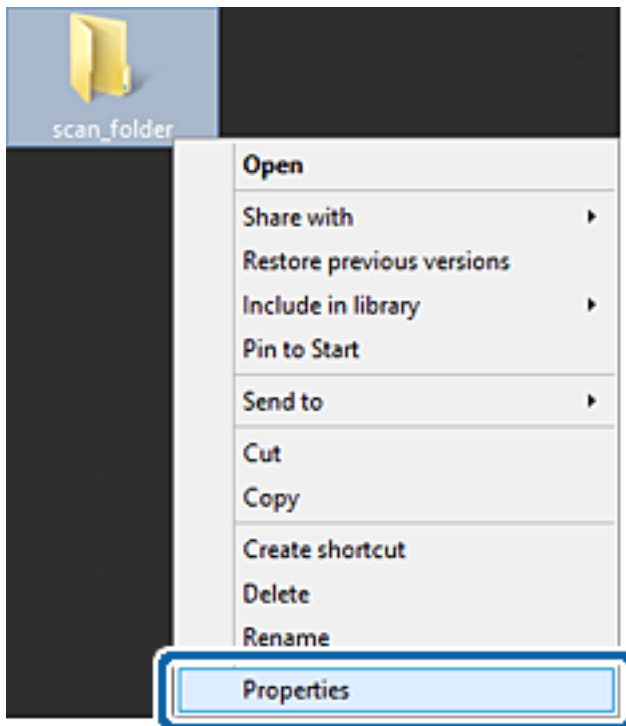 scan_folder
Open
Share with
Restore previous versions
Include in library
Pin to Start
Send to
Cut
Copy
Create shortcut
Delete
Rename
Properties